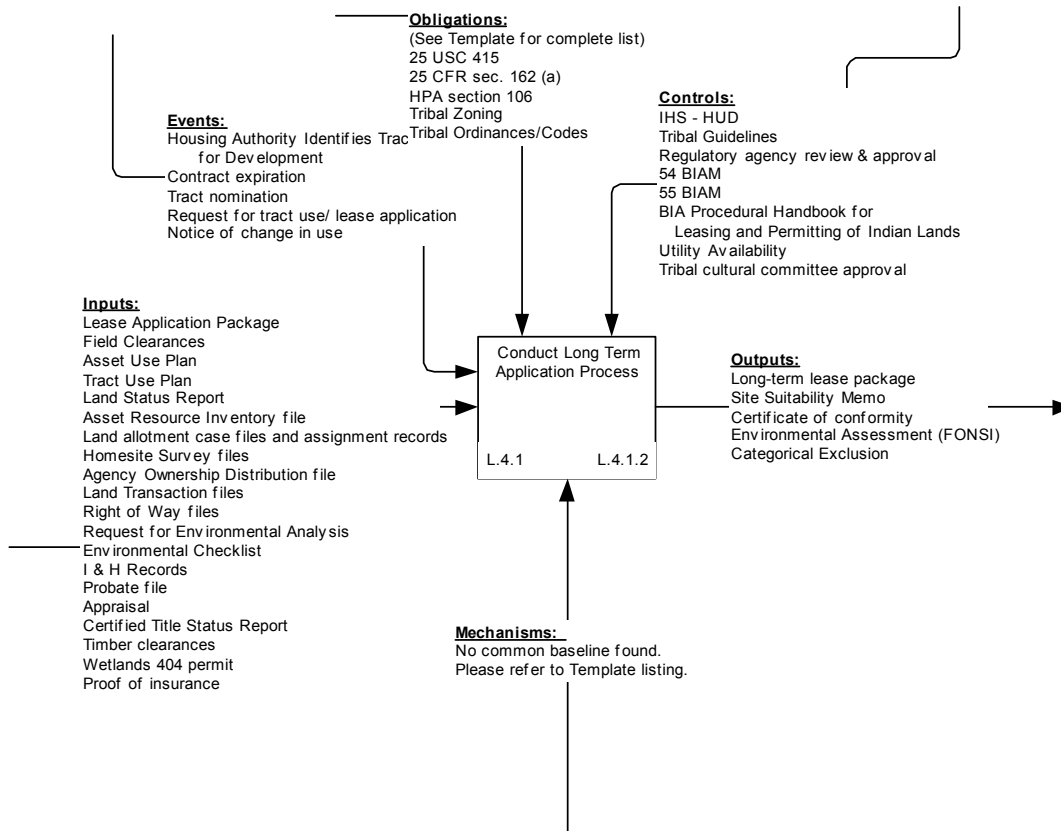 Obligations:
(See Template for complete list)
25 USC 415
25 CFR sec. 162 (a)
HPA section 106
Tribal Zoning
Tribal Ordinances/Codes
Events:
Housing Authority Identifies Trac
for Development
Contract expiration
Tract nomination
Request for tract use/ lease application
Notice of change in use
Controls:
IHS - HUD
Tribal Guidelines
Regulatory agency review & approval
54 BIAM
55 BIAM
BIA Procedural Handbook for
Leasing and Permitting of Indian Lands
Utility Availability
Tribal cultural committee approval
Inputs:
Lease Application Package
Field Clearances
Asset Use Plan
Tract Use Plan
Land Status Report
Asset Resource Inventory file
Land allotment case files and assignment records
Homesite Survey files
Agency Ownership Distribution file
Land Transaction files
Right of Way files
Request for Environmental Analysis
Environmental Checklist
I & H Records
Probate file
Appraisal
Certified Title Status Report
Timber clearances
Wetlands 404 permit
Proof of insurance
Conduct Long Term
Application Process
L.4.1 L.4.1.2
Outputs:
Long-term lease package
Site Suitability Memo
Certificate of conformity
Environmental Assessment (FONSI)
Categorical Exclusion
Mechanisms:
No common baseline found.
Please refer to Template listing.